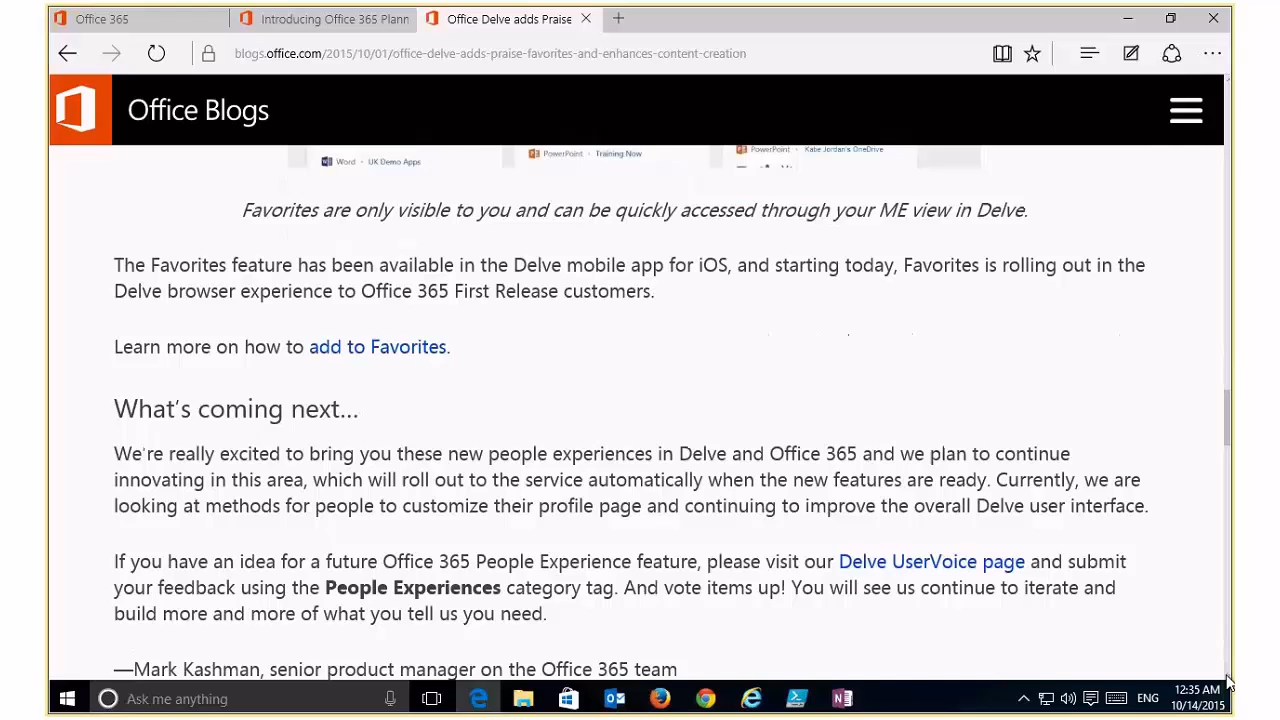 Office 365
Introducing Office 365 Plann
Office Delve adds Praise
blogs.office.com/2015/10/01/office-delve-adds-praise-favorites-and-enhances-content-creation
Office Blogs
Word · UK Demo Apps
PowerPoint · Training Now
PowerPoint · Katie Jordan's OneDrive
Favorites are only visible to you and can be quickly accessed through your ME view in Delve.
The Favorites feature has been available in the Delve mobile app for iOS, and starting today, Favorites is rolling out in the
Delve browser experience to Office 365 First Release customers.
Learn more on how to add to Favorites.
What's coming next…
We're really excited to bring you these new people experiences in Delve and Office 365 and we plan to continue
innovating in this area, which will roll out to the service automatically when the new features are ready. Currently, we are
looking at methods for people to customize their profile page and continuing to improve the overall Delve user interface.
If you have an idea for a future Office 365 People Experience feature, please visit our Delve UserVoice page and submit
your feedback using the People Experiences category tag. And vote items up! You will see us continue to iterate and
build more and more of what you tell us you need.
—Mark Kashman, senior product manager on the Office 365 team
Ask me anything
ENG
12:35 AM
10/14/2015